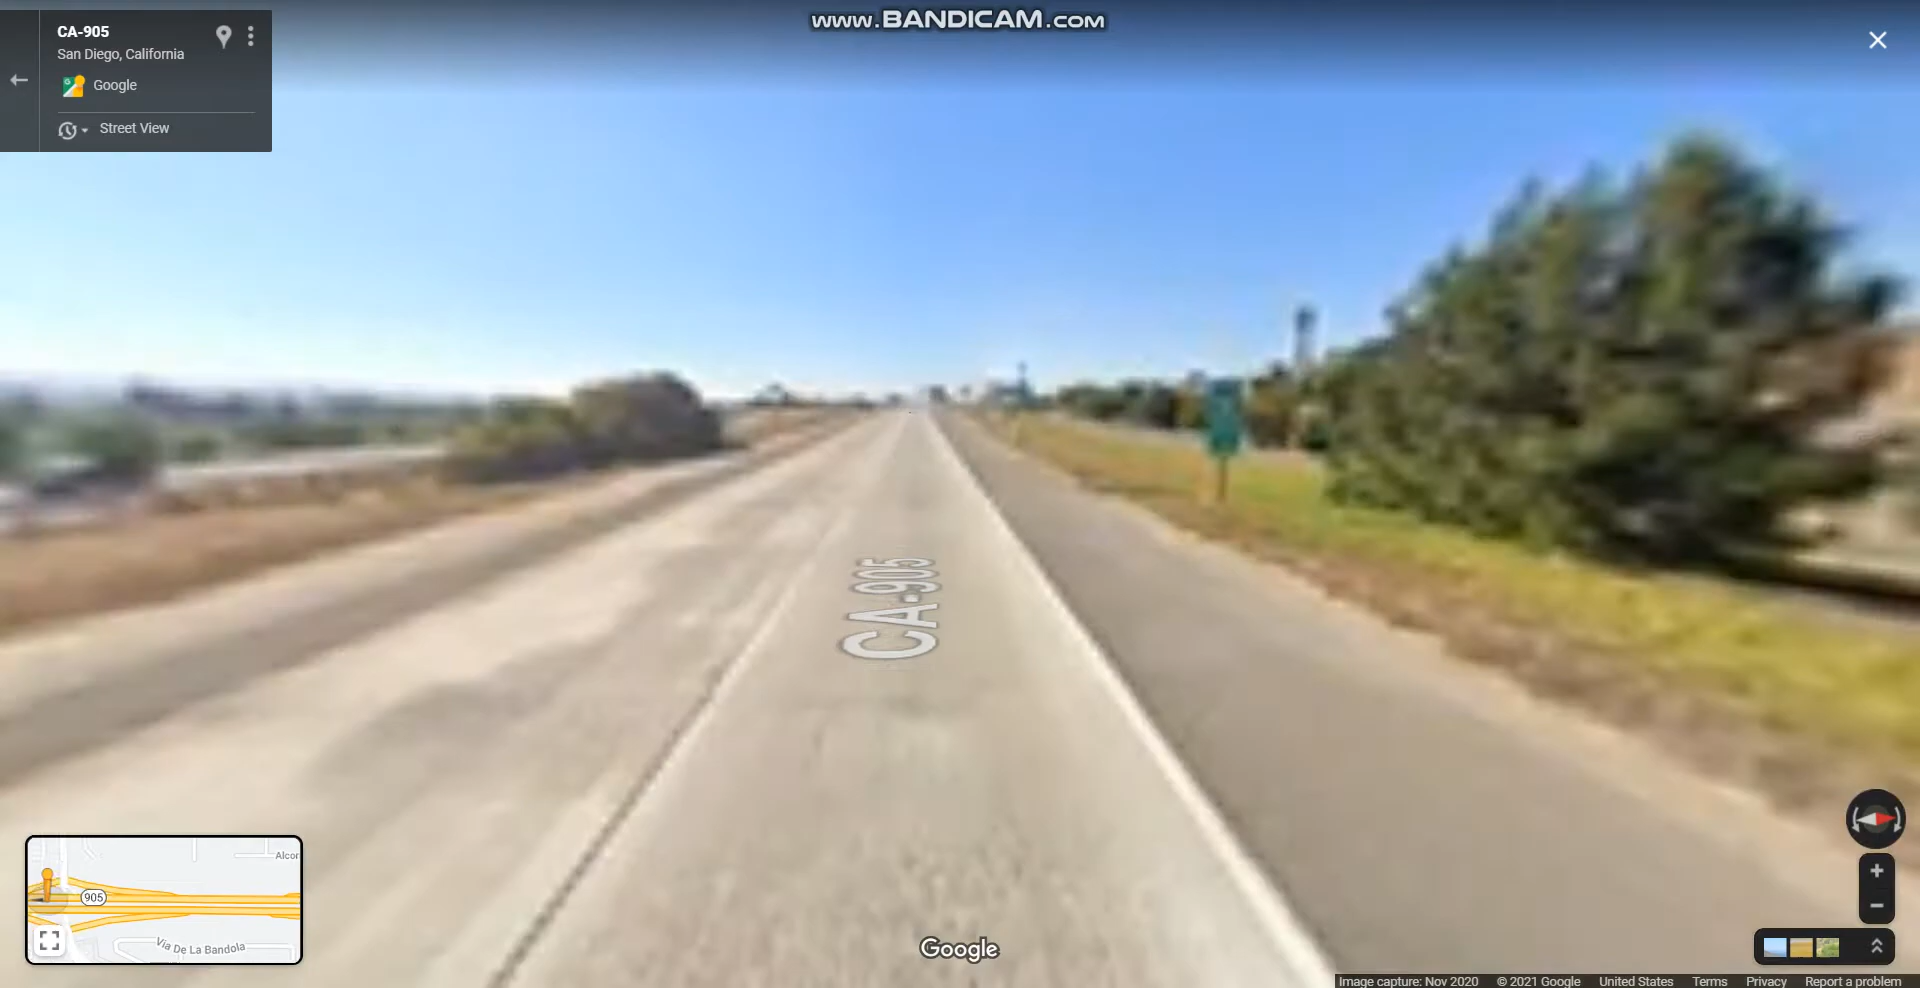 www.BANDICAM.com
CA-905
San Diego, California
Google
Street View
CA-905
905
Alcor
Via De La Bandola
Google
Image capture: Nov 2020 © 2021 Google United States Terms Privacy Report a problem